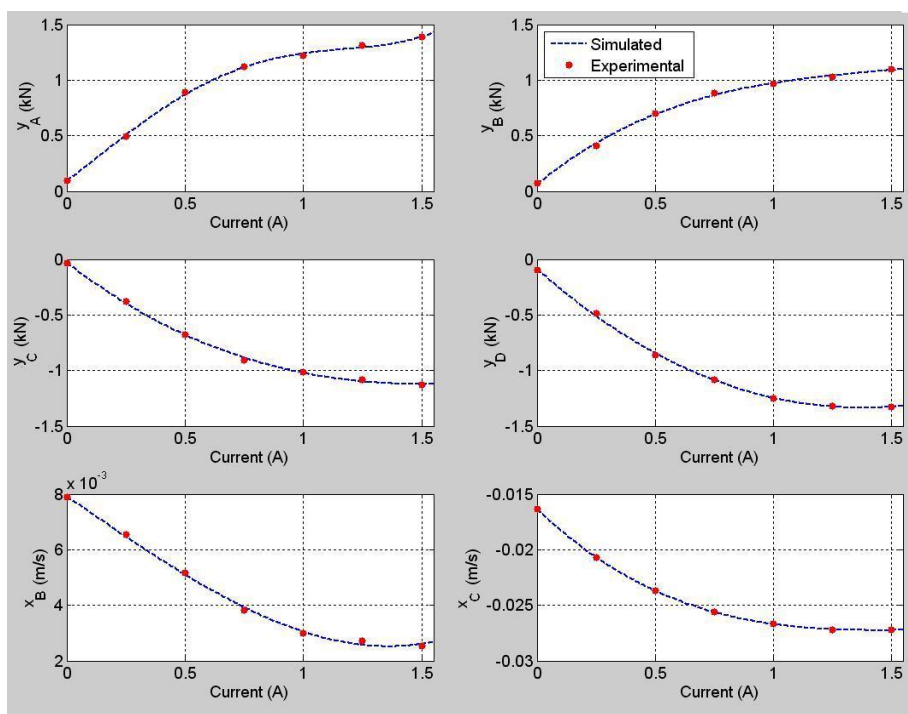 1.5
1
0.5
0
y_A (kN)
0 0.5 1 1.5
Current (A)
1.5
1
0.5
0
y_B (kN)
Simulated
Experimental
0 0.5 1 1.5
Current (A)
0
-0.5
-1
-1.5
y_C (kN)
0 0.5 1 1.5
Current (A)
0
-0.5
-1
-1.5
y_D (kN)
0 0.5 1 1.5
Current (A)
8 x 10^-3
6
4
2
x_B (m/s)
0 0.5 1 1.5
Current (A)
-0.015
-0.02
-0.025
-0.03
x_C (m/s)
0 0.5 1 1.5
Current (A)